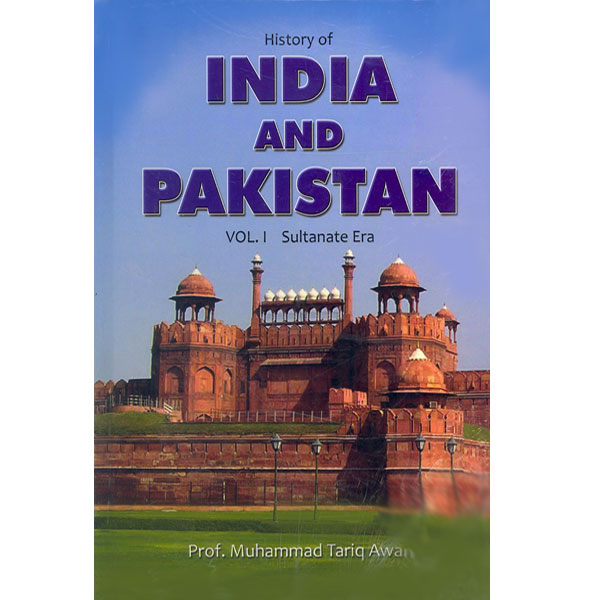 History of
INDIA
AND
PAKISTAN
VOL. I Sultanate Era
Prof. Muhammad Tariq Awan